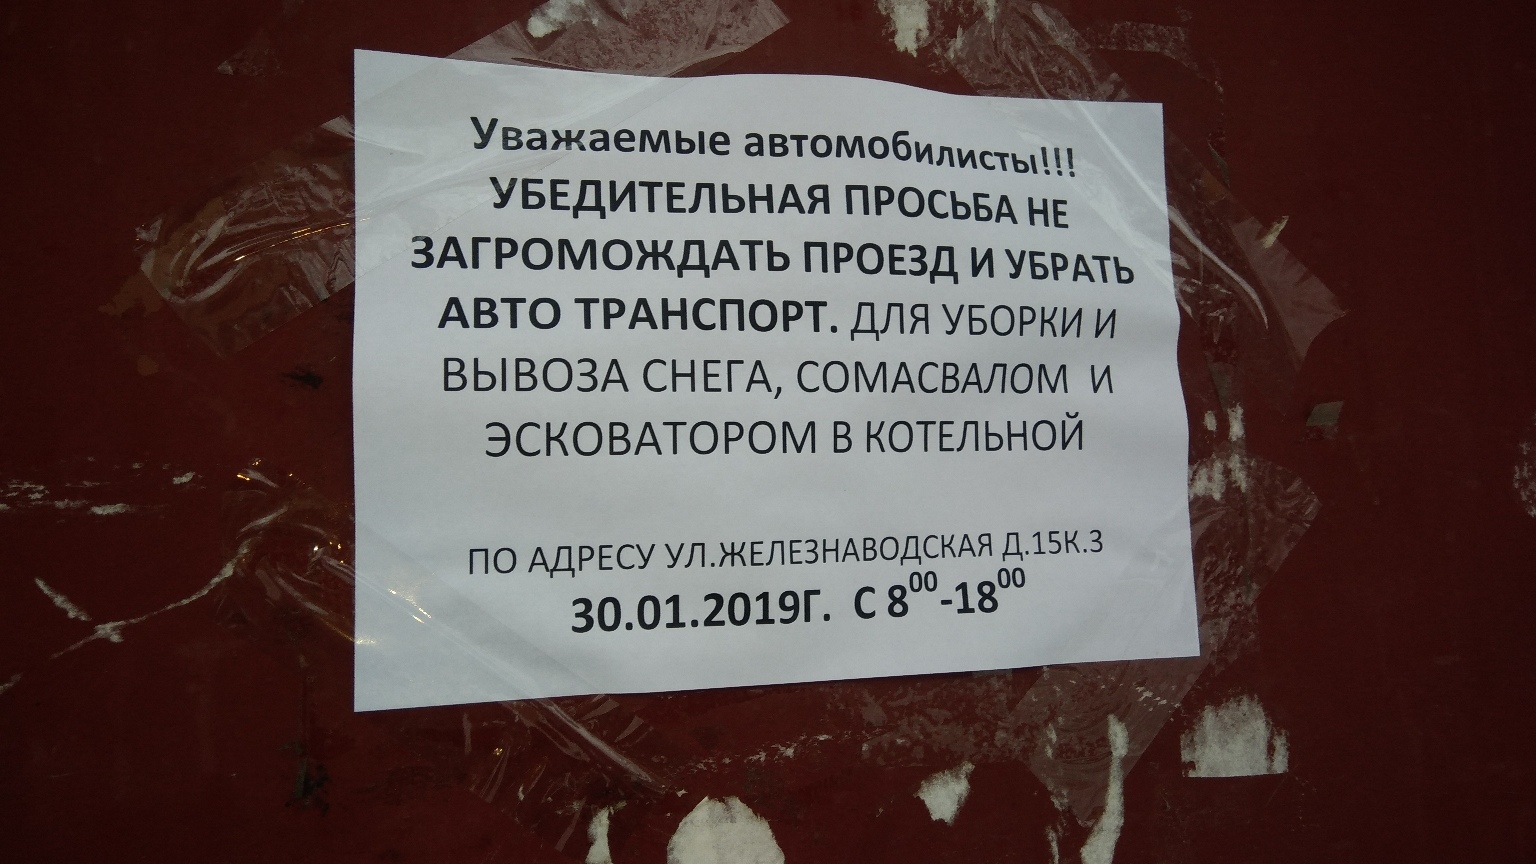 Уважаемые автомобилисты!!!
УБЕДИТЕЛЬНАЯ ПРОСЬБА НЕ
ЗАГРОМОЖДАТЬ ПРОЕЗД И УБРАТЬ
АВТО ТРАНСПОРТ. ДЛЯ УБОРКИ И
ВЫВОЗА СНЕГА, СОМАСВАЛОМ И
ЭСКОВАТОРОМ В КОТЕЛЬНОЙ
ПО АДРЕСУ УЛ.ЖЕЛЕЗНАВОДСКАЯ Д.15К.3
30.01.2019Г. С 8⁰⁰-18⁰⁰